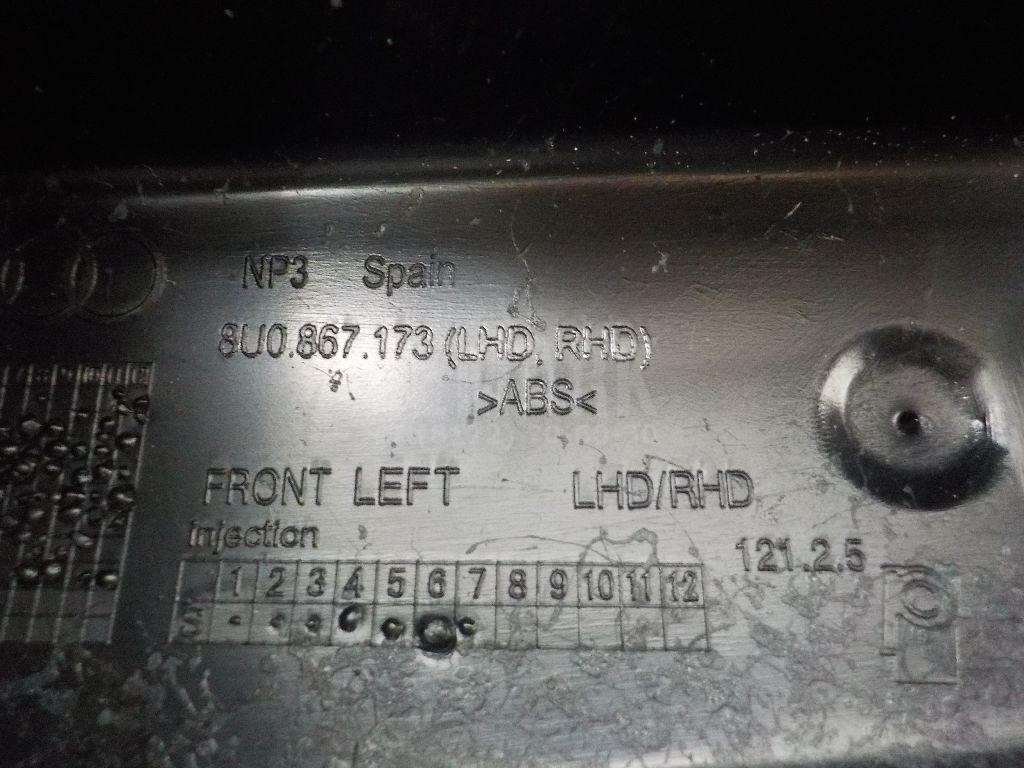 NP3 Spain
8U0.867.173 (LHD, RHD)
>ABS<
FRONT LEFT LHD/RHD
injection
121.2.5
1 2 3 4 5 6 7 8 9 10 11 12